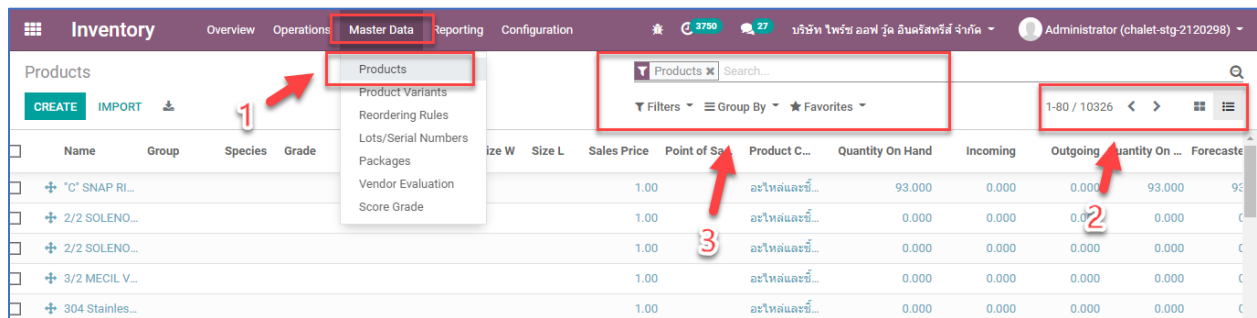 Inventory Overview Operations Master Data Reporting Configuration 3750 27 บริษัท ไพร์ซ ออฟ วู้ด อินดรัสทรีส์ จำกัด Administrator (chalet-stg-2120298)
Products Products Products Search...
CREATE IMPORT Product Variants Filters Group By Favorites 1-80 / 10326
1 Reordering Rules
Lots/Serial Numbers
Name Group Species Grade Size L Sales Price Point of Sa... Product C... Quantity On Hand Incoming Outgoing Quantity On ... Forecaste
Packages
"C" SNAP RI... Vendor Evaluation 1.00 อะไหล่และชิ้... 93.000 0.000 0.000 93.000
Score Grade
2/2 SOLENO... 1.00 อะไหล่และชิ้... 0.000 0.000 0.000 0.000
2
3
2/2 SOLENO... 1.00 อะไหล่และชิ้... 0.000 0.000 0.000 0.000
3/2 MECIL V... 1.00 อะไหล่และชิ้... 0.000 0.000 0.000 0.000
304 Stainles... 1.00 อะไหล่และชิ้... 0.000 0.000 0.000 0.000